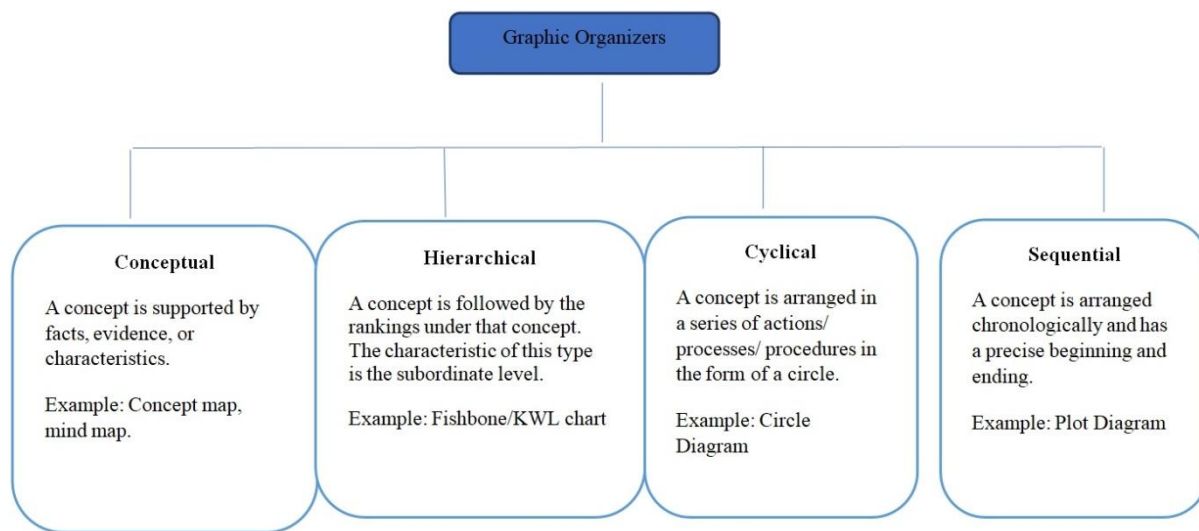 Graphic Organizers
Conceptual
A concept is supported by
facts, evidence, or
characteristics.
Example: Concept map,
mind map.
Hierarchical
A concept is followed by the
rankings under that concept.
The characteristic of this type
is the subordinate level.
Example: Fishbone/KWL chart
Cyclical
A concept is arranged in
a series of actions/
processes/ procedures in
the form of a circle.
Example: Circle
Diagram
Sequential
A concept is arranged
chronologically and has
a precise beginning and
ending.
Example: Plot Diagram